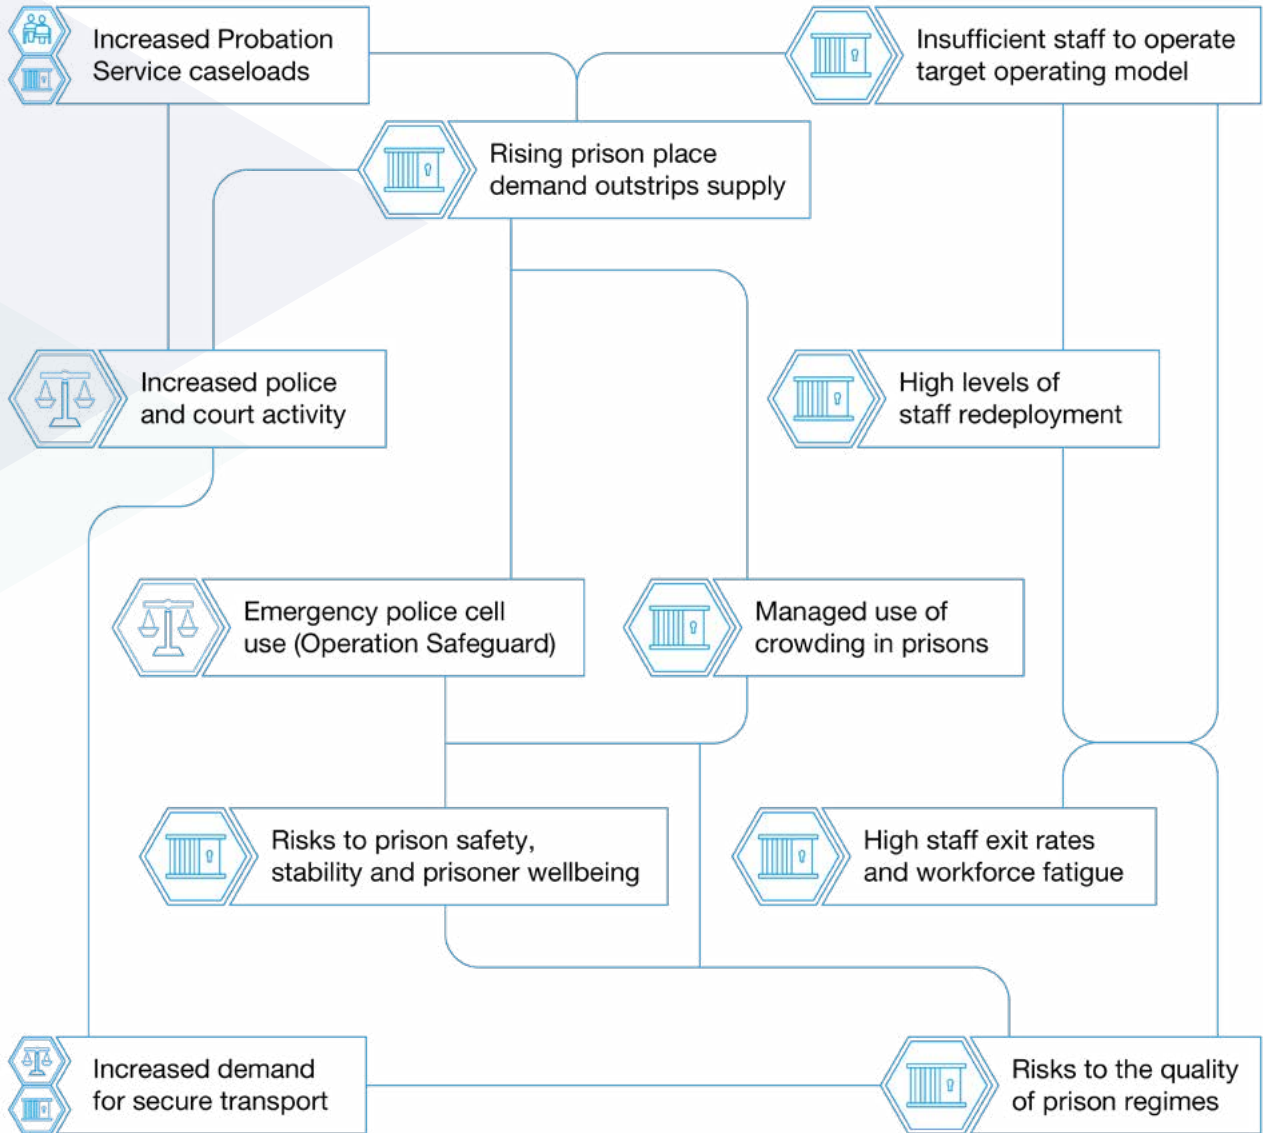 Increased Probation
Service caseloads
Insufficient staff to operate
target operating model
Rising prison place
demand outstrips supply
Increased police
and court activity
High levels of
staff redeployment
Emergency police cell
use (Operation Safeguard)
Managed use of
crowding in prisons
Risks to prison safety,
stability and prisoner wellbeing
High staff exit rates
and workforce fatigue
Increased demand
for secure transport
Risks to the quality
of prison regimes